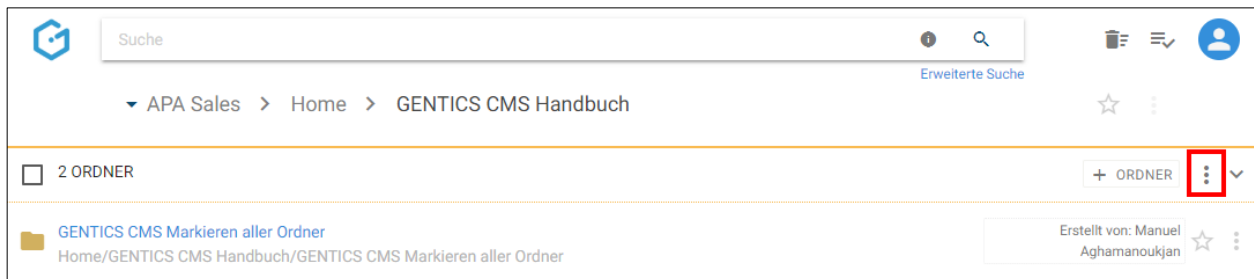 Suche
Erweiterte Suche
APA Sales > Home > GENTICS CMS Handbuch
2 ORDNER
+ ORDNER
GENTICS CMS Markieren aller Ordner
Home/GENTICS CMS Handbuch/GENTICS CMS Markieren aller Ordner
Erstellt von: Manuel
Aghamanoukjan